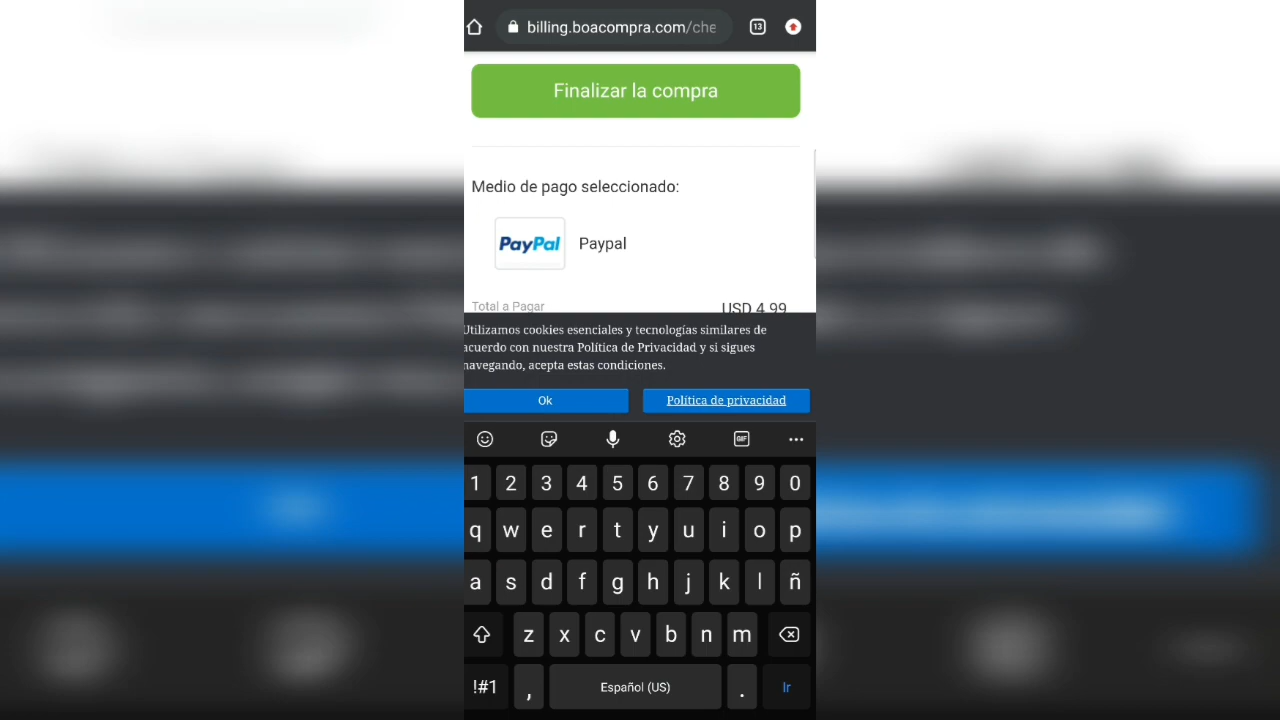 billing.boacompra.com/che
13
Finalizar la compra
Medio de pago seleccionado:
PayPal Paypal
Total a Pagar USD 4.99
Utilizamos cookies esenciales y tecnologías similares de
acuerdo con nuestra Política de Privacidad y si sigues
navegando, acepta estas condiciones.
Ok Política de privacidad
GIF
1 2 3 4 5 6 7 8 9 0
q w e r t y u i o p
a s d f g h j k l ñ
z x c v b n m
!#1 , Español (US) . Ir